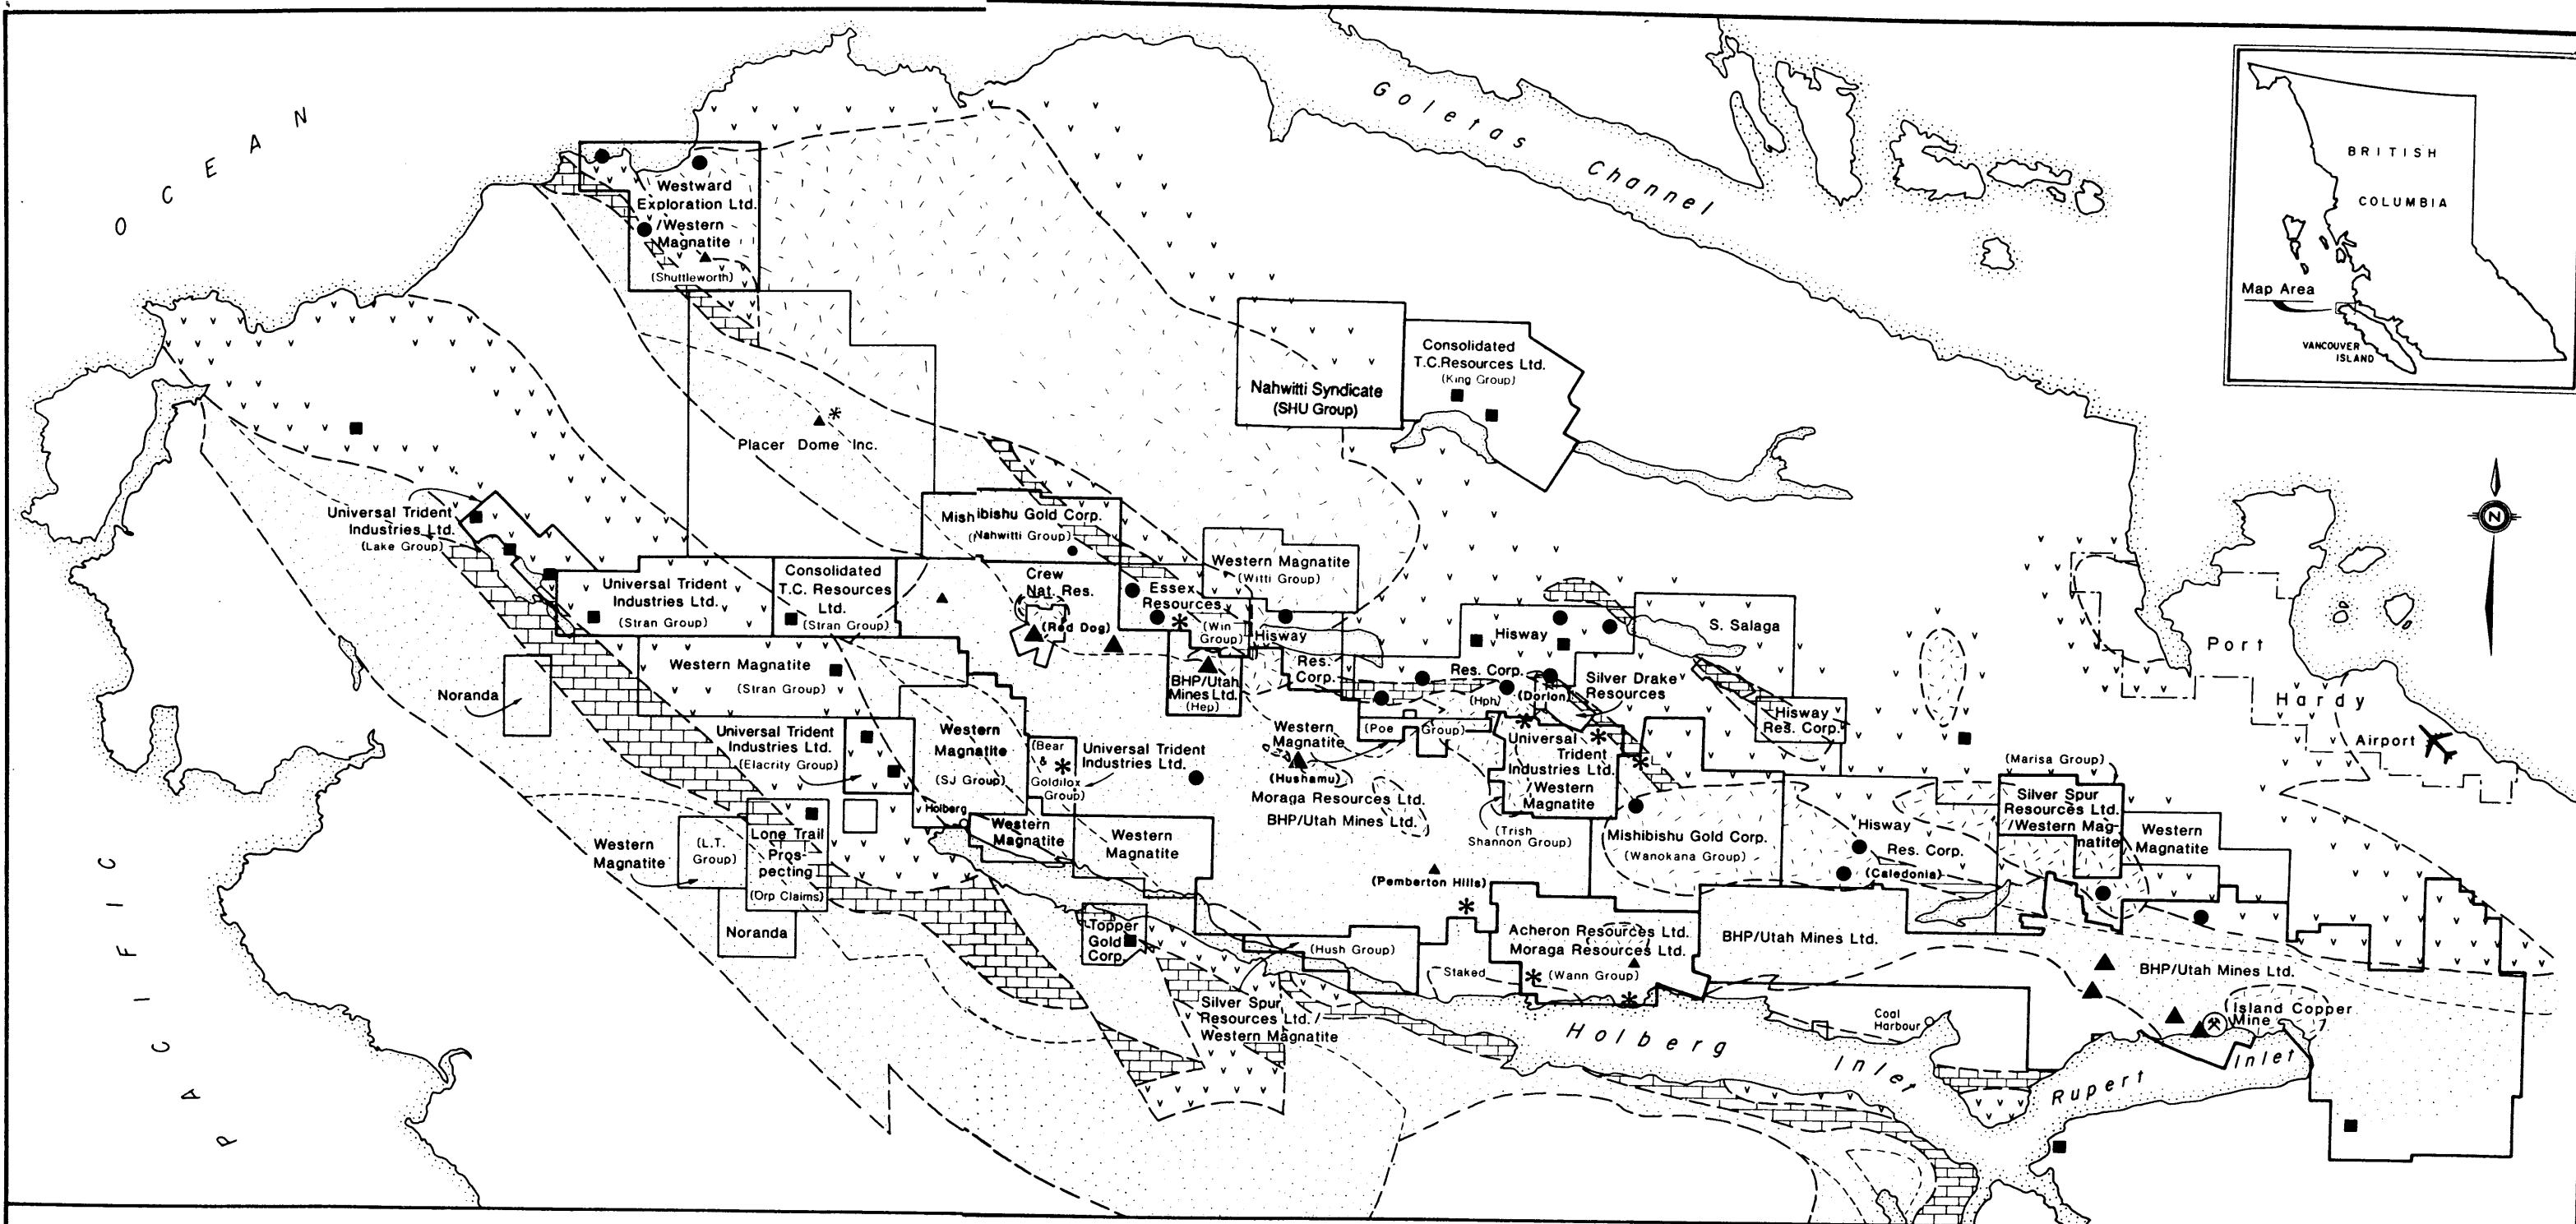 OCEAN
PACIFIC
Goletas Channel
BRITISH
COLUMBIA
Map Area
VANCOUVER
ISLAND
N
Westward
Exploration Ltd.
/Western
Magnatite
(Shuttleworth)
Placer Dome Inc.
Nahwitti Syndicate
(SHU Group)
Consolidated
T.C.Resources Ltd.
(King Group)
Universal Trident
Industries Ltd.
(Lake Group)
Mishibishu Gold Corp.
(Nahwitti Group)
Universal Trident
Industries Ltd.
(Stran Group)
Consolidated
T.C. Resources
Ltd.
(Stran Group)
Crew
Nat. Res.
(Red Dog)
Essex
Resources
(Win
Group)
Western Magnatite
(Witti Group)
Hisway
Res.
Corp.
Hisway
Res. Corp.
(Hph)
(Dorlon)
S. Salaga
Silver Drake
Resources
Hisway
Res. Corp.
Port
Hardy
Airport
Noranda
Western Magnatite
(Stran Group)
BHP/Utah
Mines Ltd.
(Hep)
Universal Trident
Industries Ltd.
(Elacrity Group)
Western
Magnatite
(SJ Group)
(Bear
&
Goldilox
Group)
Universal Trident
Industries Ltd.
Western
Magnatite
(Poe Group)
(Hushamu)
Moraga Resources Ltd.
BHP/Utah Mines Ltd.
Universal
Trident
Industries Ltd.
/Western
Magnatite
(Trish
Shannon Group)
Mishibishu Gold Corp.
(Wanokana Group)
Hisway
Res. Corp.
(Caledonia)
(Marisa Group)
Silver Spur
Resources Ltd.
/Western Mag-
natite
Western
Magnatite
Holberg
Western
Magnatite
Western
Magnatite
Western
Magnatite
(L.T.
Group)
Lone Trail
Pros-
pecting
(Orp Claims)
Noranda
Topper
Gold
Corp.
(Pemberton Hills)
(Hush Group)
Staked
Acheron Resources Ltd.
Moraga Resources Ltd.
(Wann Group)
BHP/Utah Mines Ltd.
BHP/Utah Mines Ltd.
Silver Spur
Resources Ltd./
Western Magnatite
Coal
Harbour
Island Copper
Mine
Holberg Inlet
Rupert Inlet